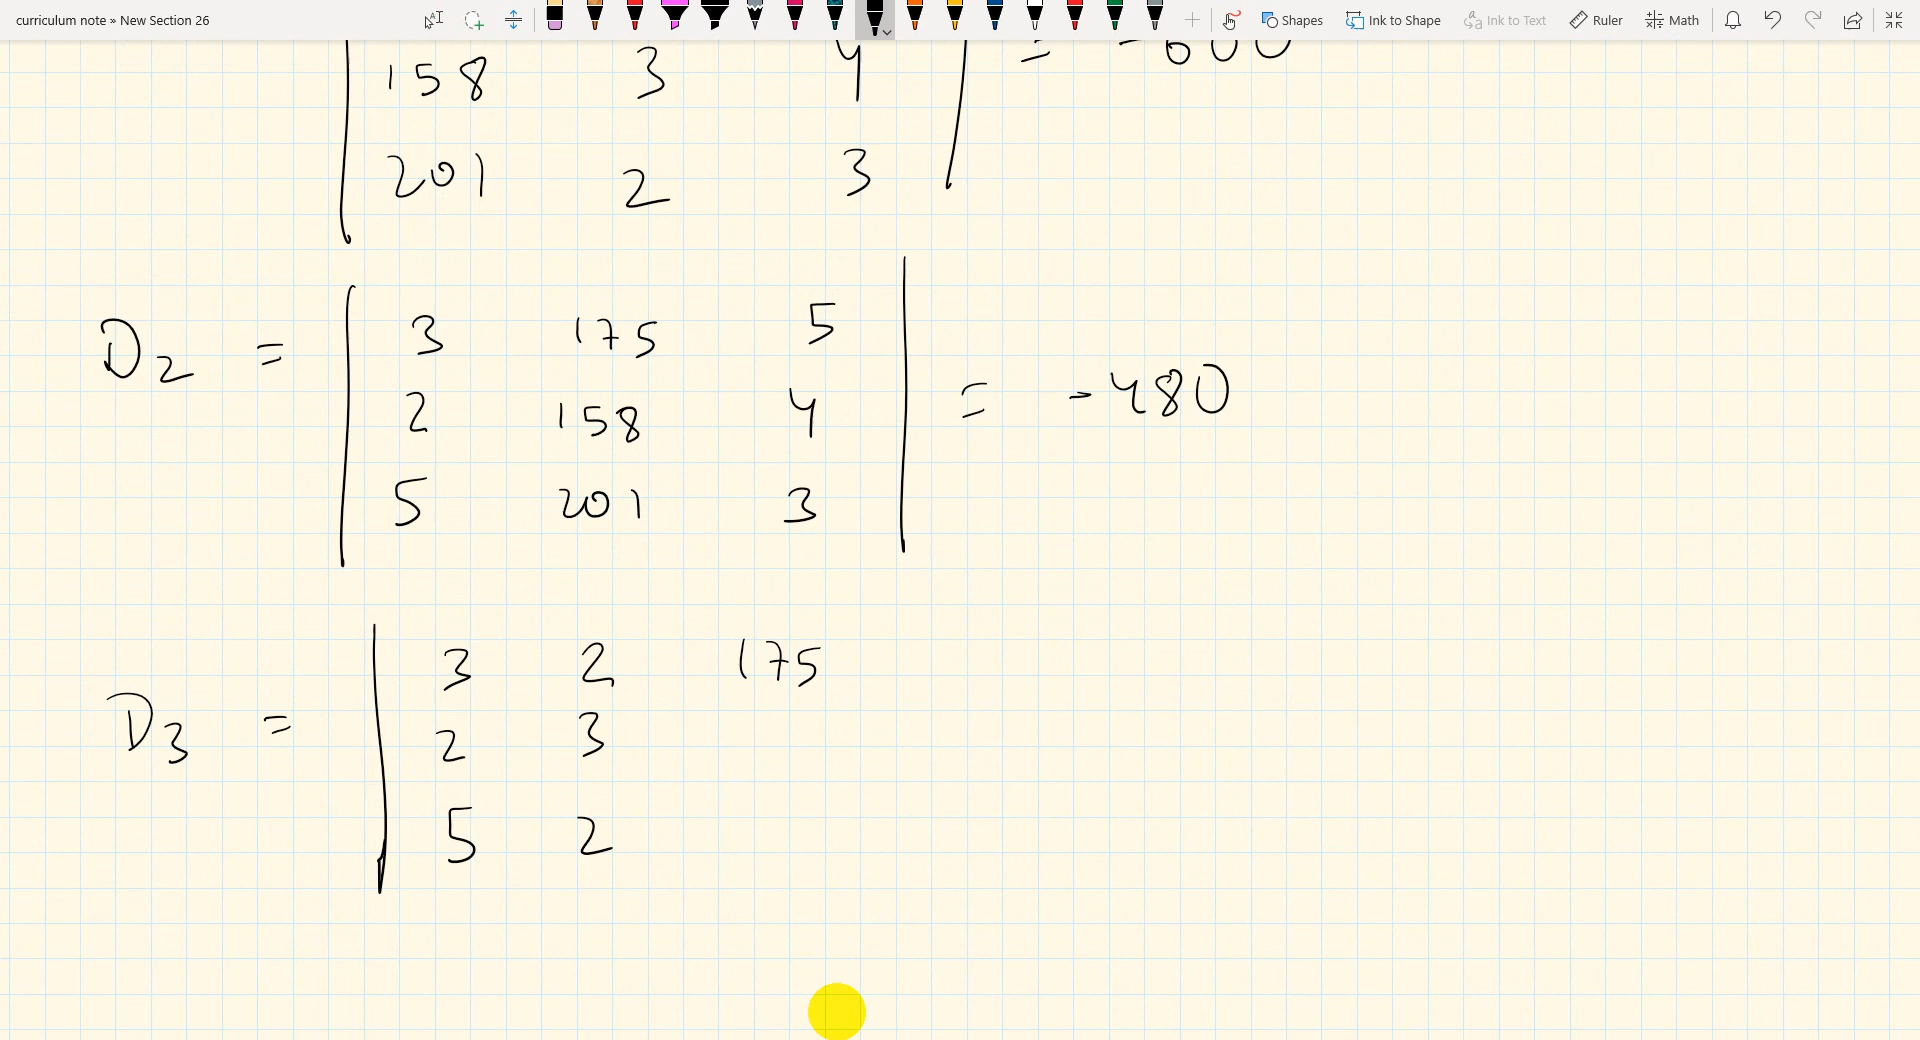 curriculum note » New Section 26 Shapes Ink to Shape Ink to Text Ruler Math
158 3 4 = -600
201 2 3
D2 =
3 175 5
2 158 4
5 201 3
= -480
D3 =
3 2 175
2 3
5 2